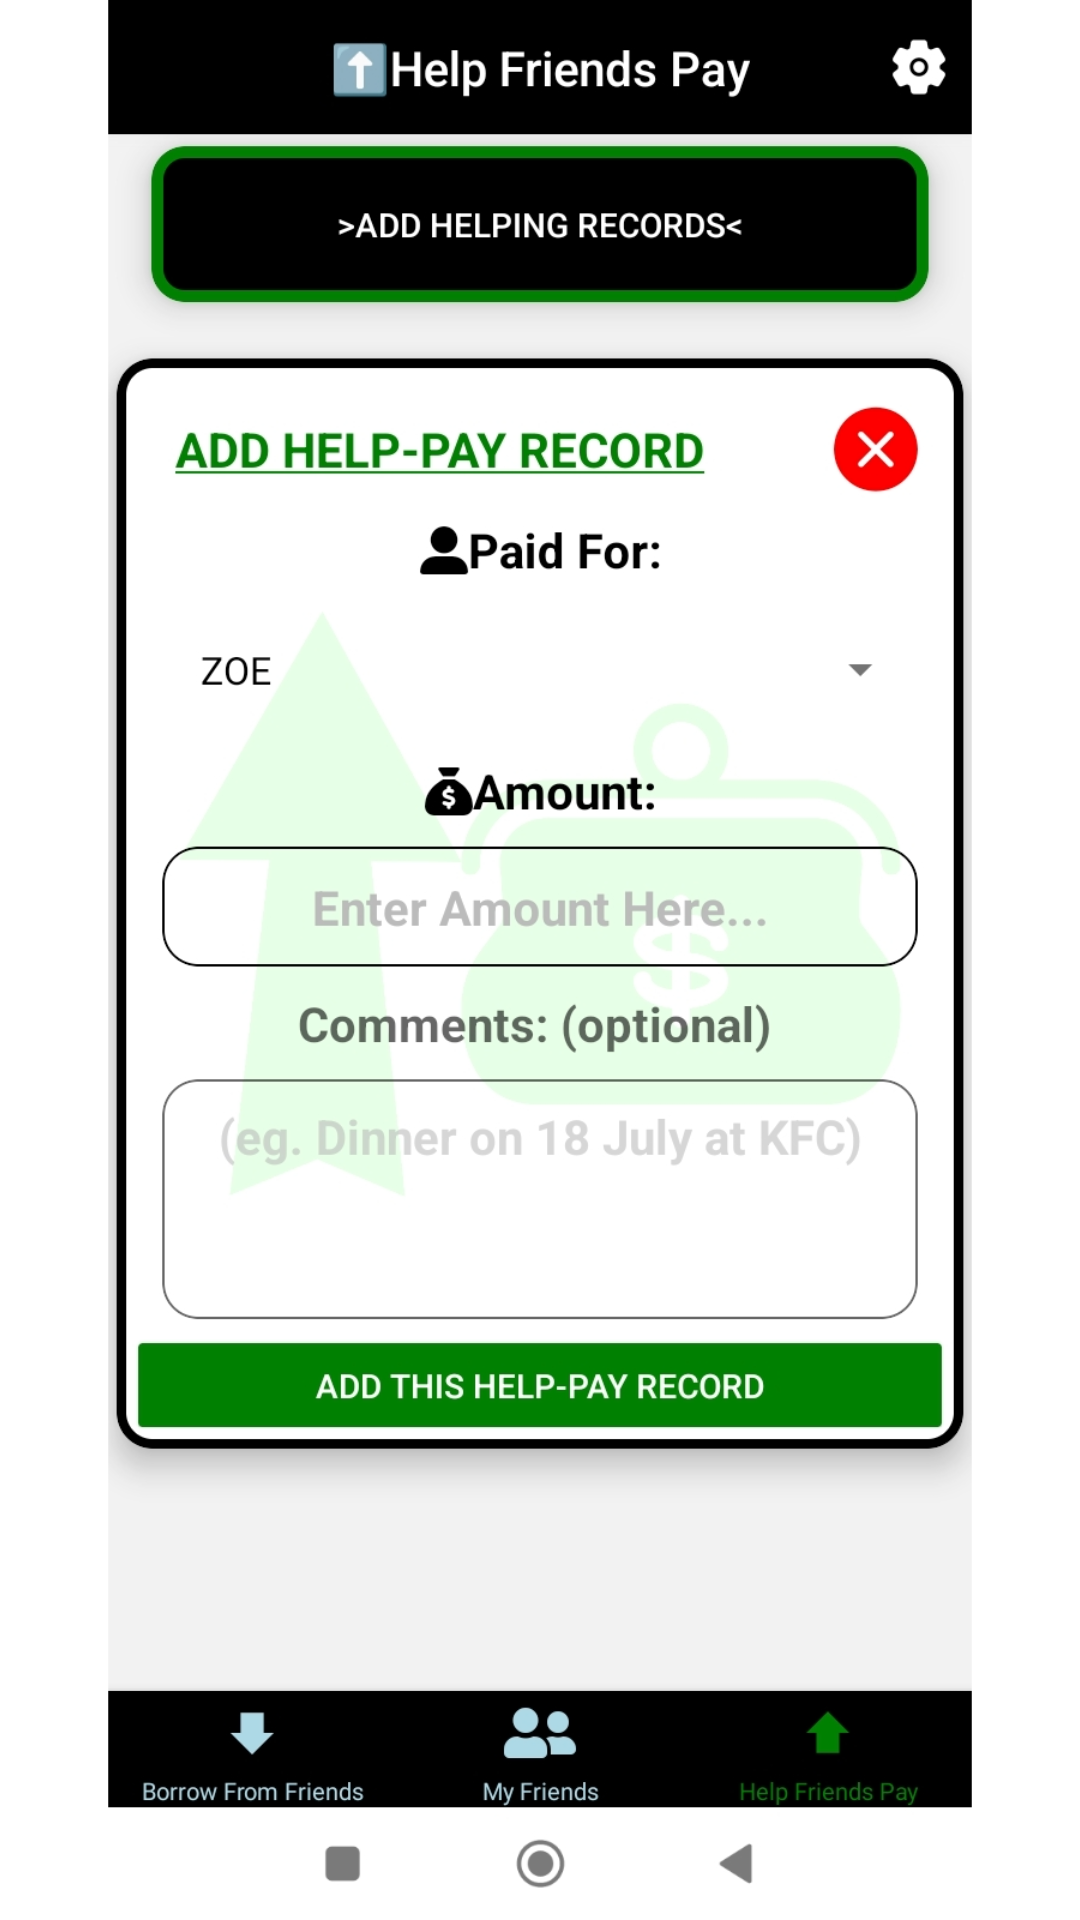 ⬆️Help Friends Pay
>ADD HELPING RECORDS<
ADD HELP-PAY RECORD
Paid For:
ZOE
Amount:
Enter Amount Here...
Comments: (optional)
(eg. Dinner on 18 July at KFC)
ADD THIS HELP-PAY RECORD
Borrow From Friends
My Friends
Help Friends Pay